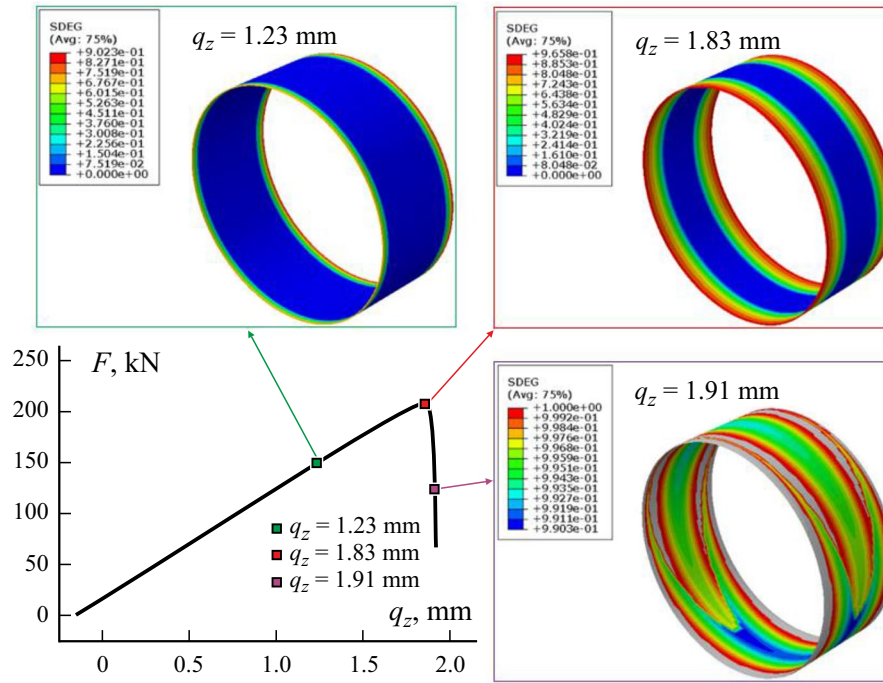 SDEG
(Avg: 75%)
+9.023e-01
+8.271e-01
+7.519e-01
+6.767e-01
+6.015e-01
+5.263e-01
+4.511e-01
+3.760e-01
+3.008e-01
+2.256e-01
+1.504e-01
+7.519e-02
+0.000e+00
q_z = 1.23 mm
SDEG
(Avg: 75%)
+9.658e-01
+8.853e-01
+8.048e-01
+7.243e-01
+6.438e-01
+5.634e-01
+4.829e-01
+4.024e-01
+3.219e-01
+2.414e-01
+1.610e-01
+8.048e-02
+0.000e+00
q_z = 1.83 mm
F, kN
250
200
150
100
50
0
q_z = 1.23 mm
q_z = 1.83 mm
q_z = 1.91 mm
q_z, mm
0 0.5 1.0 1.5 2.0
SDEG
(Avg: 75%)
+1.000e+00
+9.992e-01
+9.984e-01
+9.976e-01
+9.968e-01
+9.959e-01
+9.951e-01
+9.943e-01
+9.935e-01
+9.927e-01
+9.919e-01
+9.911e-01
+9.903e-01
q_z = 1.91 mm